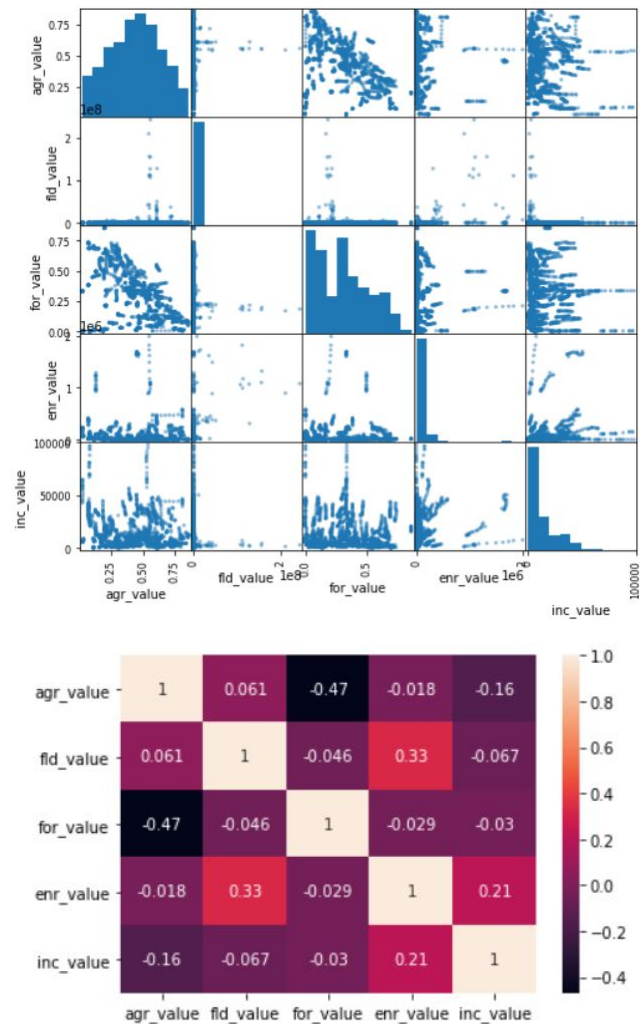 agr_value
0.75
0.50
0.25
1e8
fld_value
2
1
0
for_value
0.75
0.50
0.25
0.00
1e6
enr_value
2
1
0
inc_value
100000
50000
0
0.25 0.50 0.75 0 2 0.0 0.5 0 2 0 100000
1e8 1e6
agr_value fld_value for_value enr_value inc_value
1.0
agr_value 1 0.061 -0.47 -0.018 -0.16
0.8
fld_value 0.061 1 -0.046 0.33 -0.067
0.6
0.4
for_value -0.47 -0.046 1 -0.029 -0.03
0.2
enr_value -0.018 0.33 -0.029 1 0.21
0.0
-0.2
inc_value -0.16 -0.067 -0.03 0.21 1
-0.4
agr_value fld_value for_value enr_value inc_value